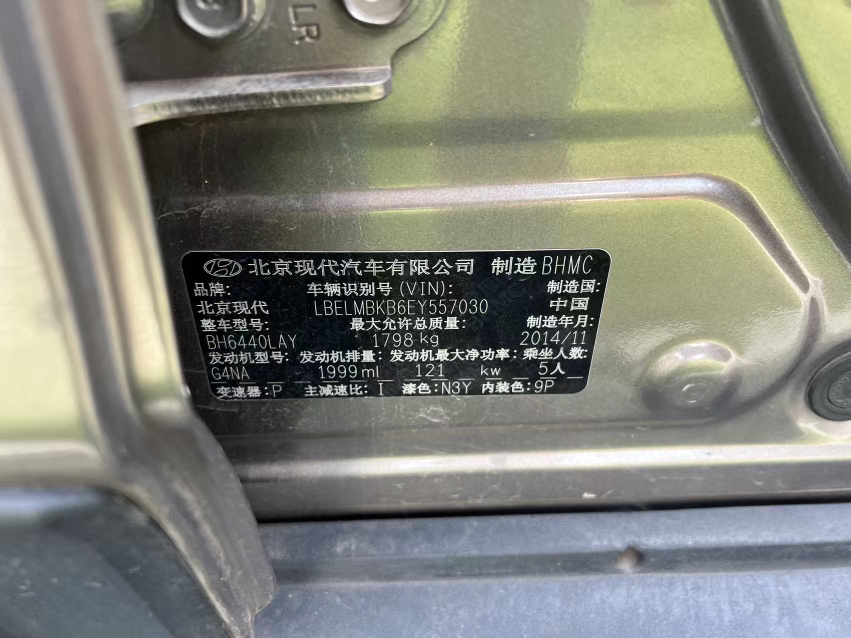 LR
北京现代汽车有限公司 制造 BHMC
品牌: 车辆识别号(VIN): 制造国:
北京现代 LBELMBKB6EY557030 中国
整车型号: 最大允许总质量: 制造年月:
BH6440LAY 1798 kg 2014/11
发动机型号: 发动机排量: 发动机最大净功率: 乘坐人数:
G4NA 1999 ml 121 kw 5人
变速器:P 主减速比:I 漆色:N3Y 内装色:9P